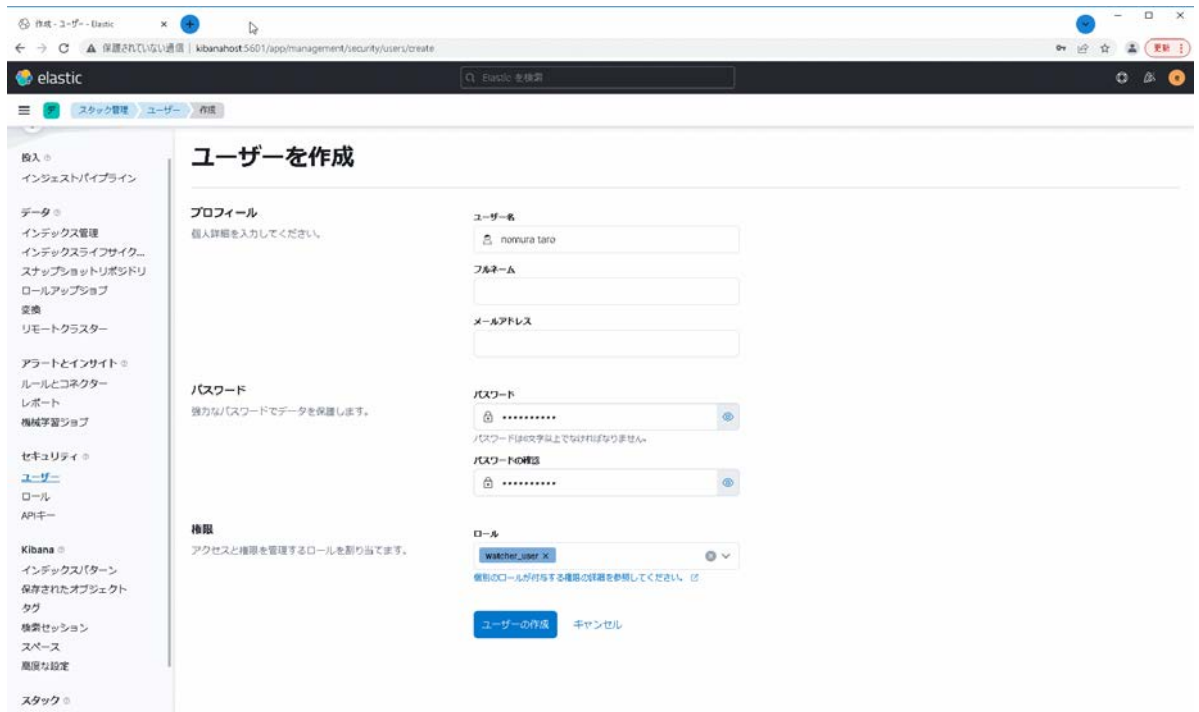 作成 - ユーザー - Elastic
保護されていない通信 | kibanahost:5601/app/management/security/users/create
更新
elastic
Elastic を検索
デ
スタック管理
ユーザー
作成
投入
インジェストパイプライン
データ
インデックス管理
インデックスライフサイク...
スナップショットリポジトリ
ロールアップジョブ
変換
リモートクラスター
アラートとインサイト
ルールとコネクター
レポート
機械学習ジョブ
セキュリティ
ユーザー
ロール
APIキー
Kibana
インデックスパターン
保存されたオブジェクト
タグ
検索セッション
スペース
高度な設定
スタック
ユーザーを作成
プロフィール
個人詳細を入力してください。
ユーザー名
nomura taro
フルネーム
メールアドレス
パスワード
強力なパスワードでデータを保護します。
パスワード
••••••••••
パスワードは6文字以上でなければなりません。
パスワードの確認
••••••••••
権限
アクセスと権限を管理するロールを割り当てます。
ロール
watcher_user ×
個別のロールが付与する権限の詳細を参照してください。
ユーザーの作成
キャンセル